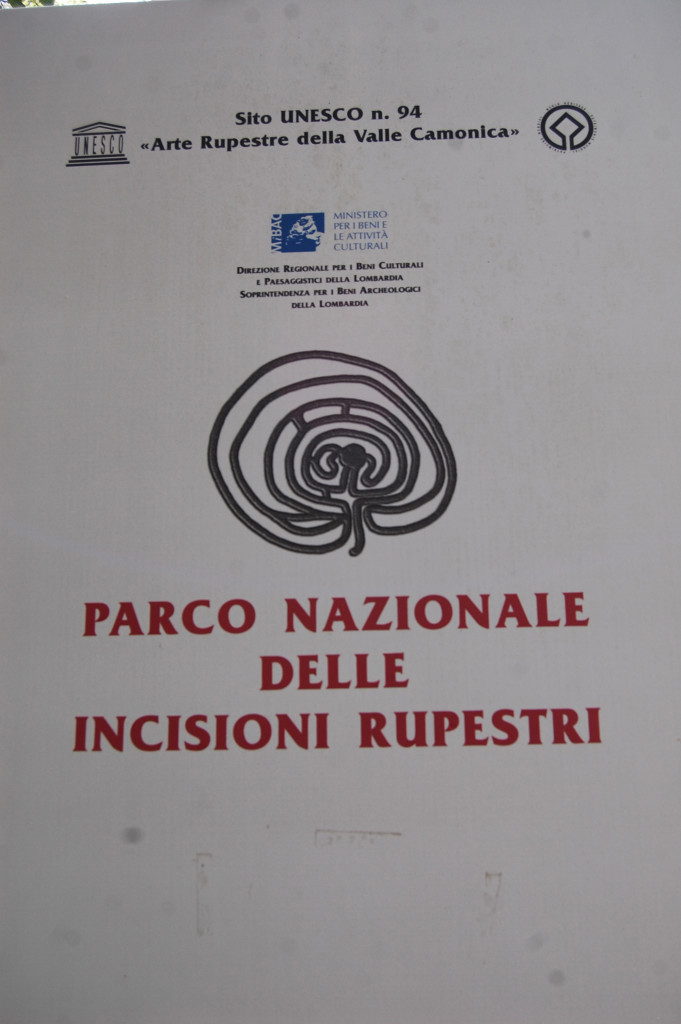 Sito UNESCO n. 94
«Arte Rupestre della Valle Camonica»
UNESCO
M/BAC
MINISTERO
PER I BENI E
LE ATTIVITÀ
CULTURALI
DIREZIONE REGIONALE PER I BENI CULTURALI
E PAESAGGISTICI DELLA LOMBARDIA
SOPRINTENDENZA PER I BENI ARCHEOLOGICI
DELLA LOMBARDIA
PARCO NAZIONALE
DELLE
INCISIONI RUPESTRI